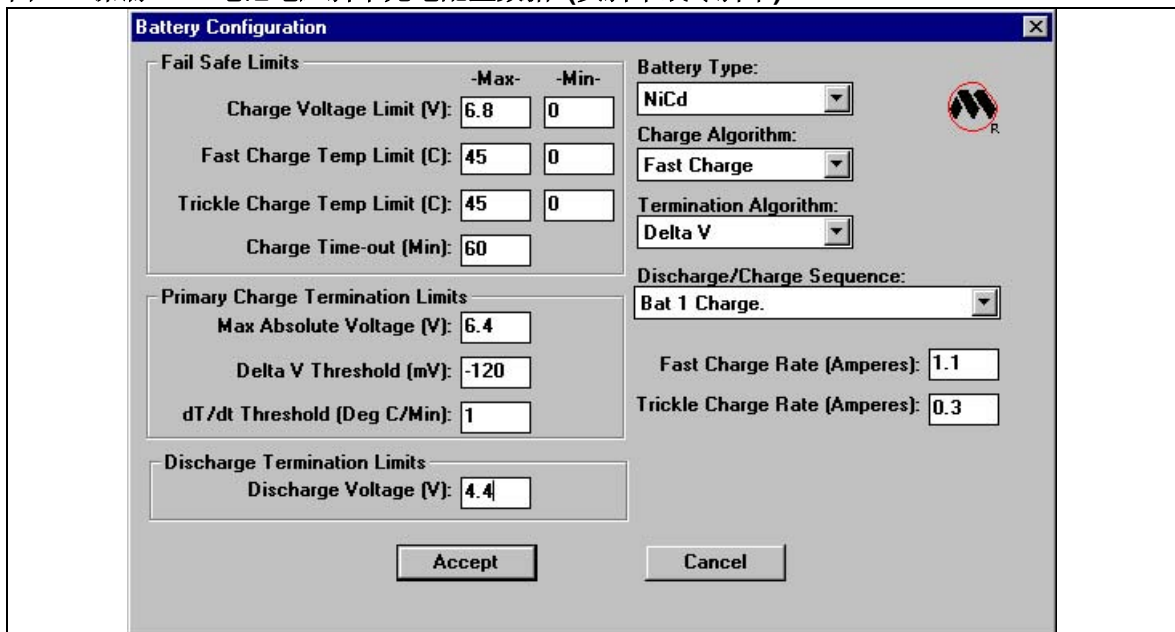 Battery Configuration
Fail Safe Limits
-Max- -Min-
Charge Voltage Limit (V): 6.8 0
Fast Charge Temp Limit (C): 45 0
Trickle Charge Temp Limit (C): 45 0
Charge Time-out (Min): 60
Primary Charge Termination Limits
Max Absolute Voltage (V): 6.4
Delta V Threshold (mV): -120
dT/dt Threshold (Deg C/Min): 1
Discharge Termination Limits
Discharge Voltage (V): 4.4
Battery Type:
NiCd
R
Charge Algorithm:
Fast Charge
Termination Algorithm:
Delta V
Discharge/Charge Sequence:
Bat 1 Charge.
Fast Charge Rate (Amperes): 1.1
Trickle Charge Rate (Amperes): 0.3
Accept Cancel